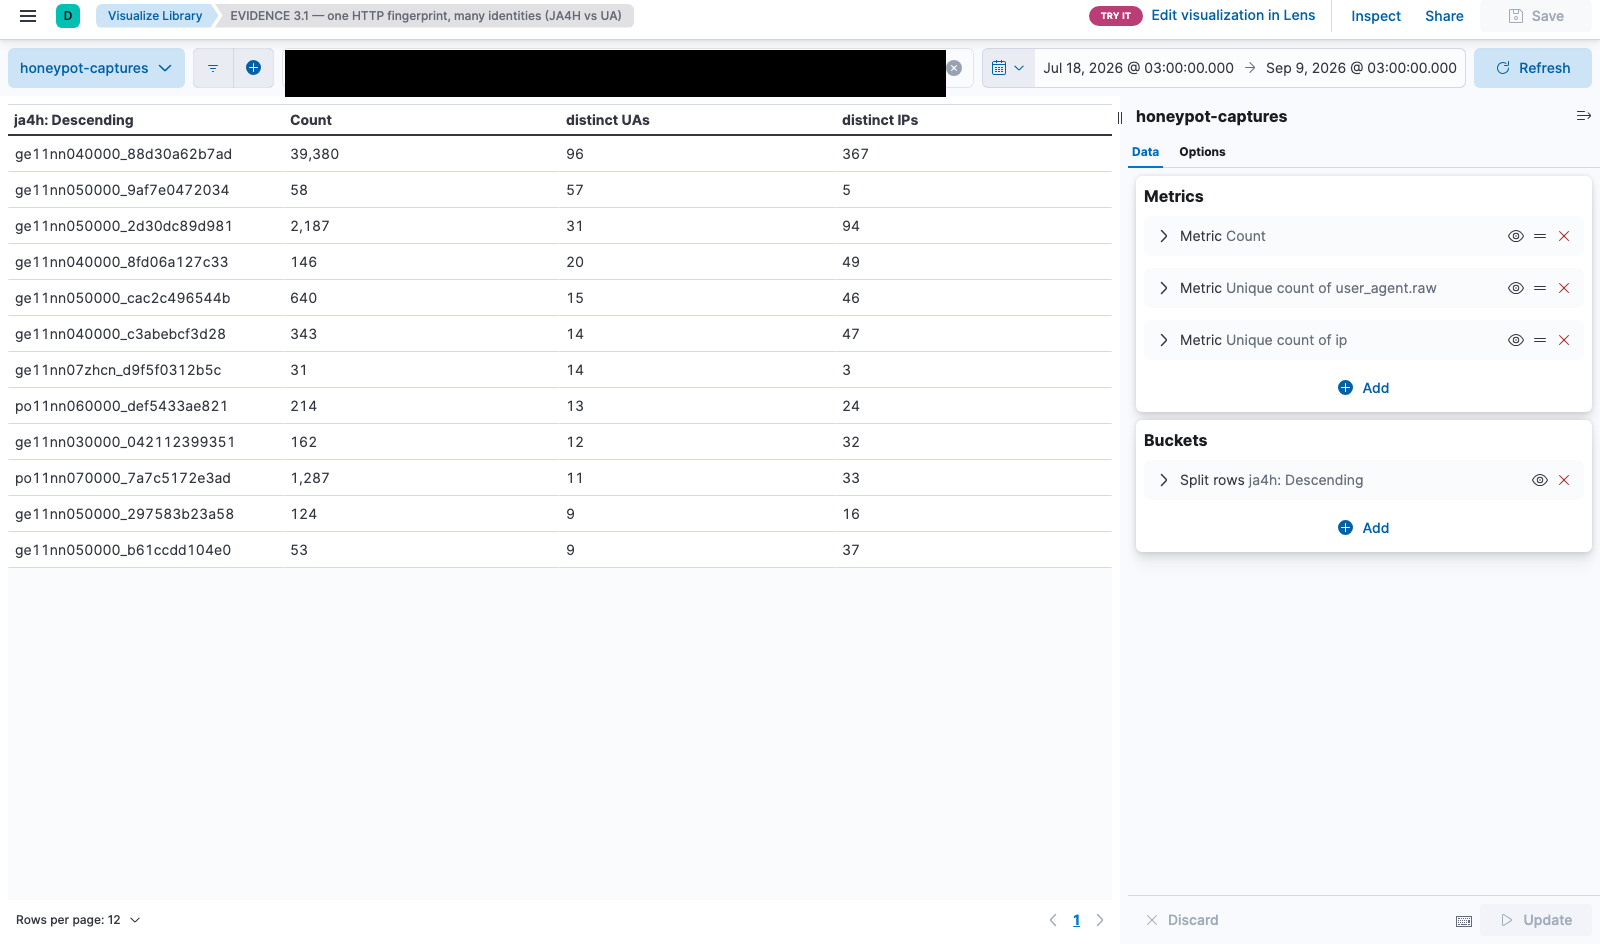 D
Visualize Library
EVIDENCE 3.1 — one HTTP fingerprint, many identities (JA4H vs UA)
TRY IT
Edit visualization in Lens
Inspect
Share
Save
honeypot-captures
Jul 18, 2026 @ 03:00:00.000 → Sep 9, 2026 @ 03:00:00.000
Refresh
ja4h: Descending Count distinct UAs distinct IPs
ge11nn040000_88d30a62b7ad 39,380 96 367
ge11nn050000_9af7e0472034 58 57 5
ge11nn050000_2d30dc89d981 2,187 31 94
ge11nn040000_8fd06a127c33 146 20 49
ge11nn050000_cac2c496544b 640 15 46
ge11nn040000_c3abebcf3d28 343 14 47
ge11nn07zhcn_d9f5f0312b5c 31 14 3
po11nn060000_def5433ae821 214 13 24
ge11nn030000_042112399351 162 12 32
po11nn070000_7a7c5172e3ad 1,287 11 33
ge11nn050000_297583b23a58 124 9 16
ge11nn050000_b61ccdd104e0 53 9 37
Rows per page: 12
1
honeypot-captures
Data Options
Metrics
Metric Count
Metric Unique count of user_agent.raw
Metric Unique count of ip
Add
Buckets
Split rows ja4h: Descending
Add
Discard
Update